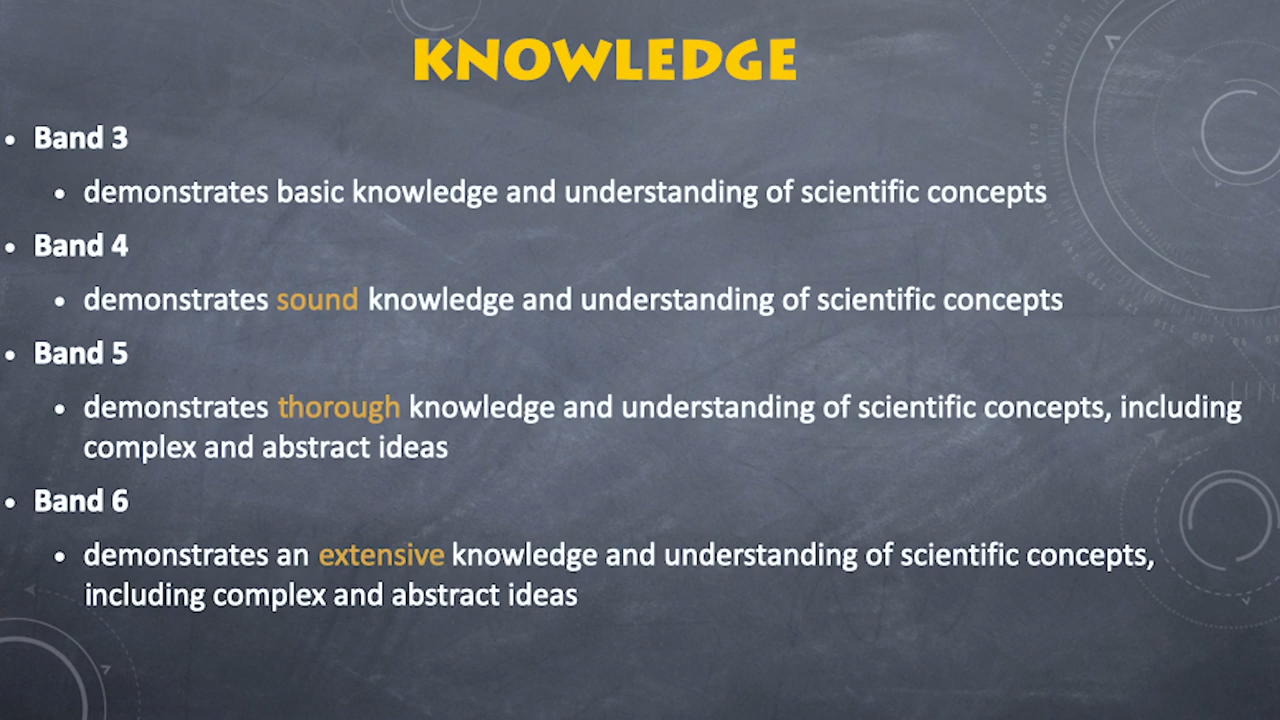 KNOWLEDGE
• Band 3
• demonstrates basic knowledge and understanding of scientific concepts
• Band 4
• demonstrates sound knowledge and understanding of scientific concepts
• Band 5
• demonstrates thorough knowledge and understanding of scientific concepts, including
complex and abstract ideas
• Band 6
• demonstrates an extensive knowledge and understanding of scientific concepts,
including complex and abstract ideas